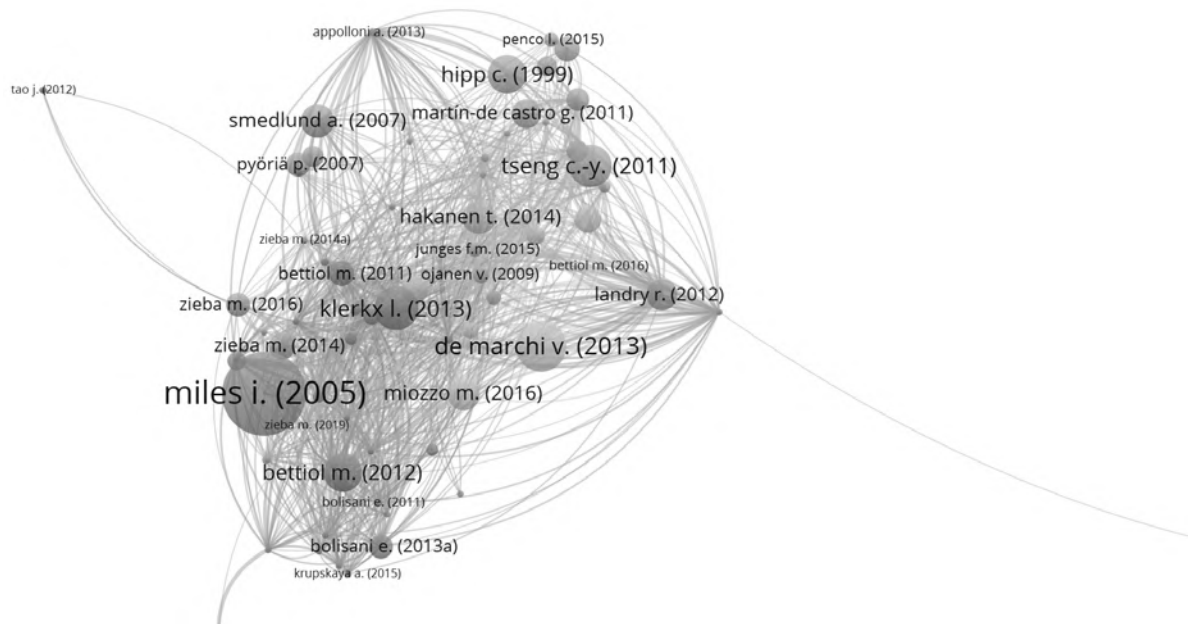 appolloni a. (2013)
penco l. (2015)
hipp c. (1999)
tao j. (2012)
martín-de castro g. (2011)
smedlund a. (2007)
pyöriä p. (2007)
tseng c.-y. (2011)
hakanen t. (2014)
zieba m. (2014a)
junges f.m. (2015)
bettiol m. (2016)
bettiol m. (2011)
ojanen v. (2009)
landry r. (2012)
zieba m. (2016)
klerkx l. (2013)
zieba m. (2014)
de marchi v. (2013)
miles i. (2005)
miozzo m. (2016)
zieba m. (2019)
bettiol m. (2012)
bolisani e. (2011)
bolisani e. (2013a)
krupskaya a. (2015)